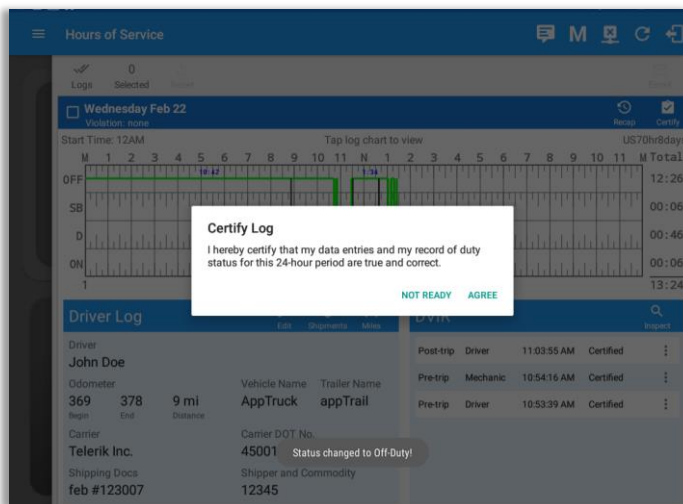 Hours of Service
M
Logs
0
Selected
Wednesday Feb 22
Violation: none
Recap
Certify
Start Time: 12AM
Tap log chart to view
US70hr8days
M 1 2 3 4 5 6 7 8 9 10 11 N 1 2 3 4 5 6 7 8 9 10 11 M Total
OFF 10:42 1:34 12:26
SB 00:06
D 00:46
ON 00:06
1 13:24
Certify Log
I hereby certify that my data entries and my record of duty
status for this 24-hour period are true and correct.
NOT READY AGREE
Driver Log
Edit Shipments Miles
Driver
John Doe
Odometer
Vehicle Name
Trailer Name
369
378
9 mi
AppTruck
appTrail
Begin
End
Distance
Carrier
Carrier DOT No.
Telerik Inc.
45001
Shipping Docs
Shipper and Commodity
feb #123007
12345
DVIR
Inspect
Post-trip Driver 11:03:55 AM Certified
Pre-trip Mechanic 10:54:16 AM Certified
Pre-trip Driver 10:53:39 AM Certified
Status changed to Off-Duty!